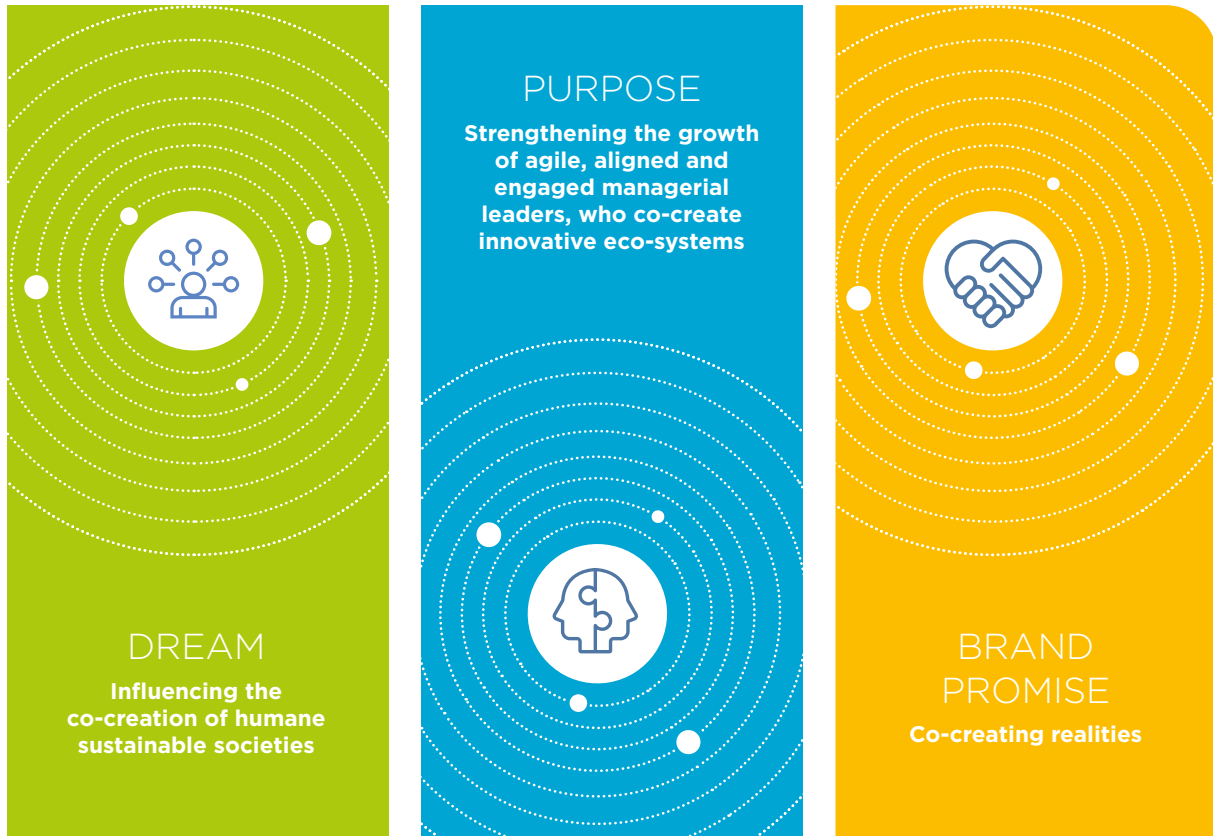 DREAM
Influencing the
co-creation of humane
sustainable societies
PURPOSE
Strengthening the growth
of agile, aligned and
engaged managerial
leaders, who co-create
innovative eco-systems
BRAND
PROMISE
Co-creating realities